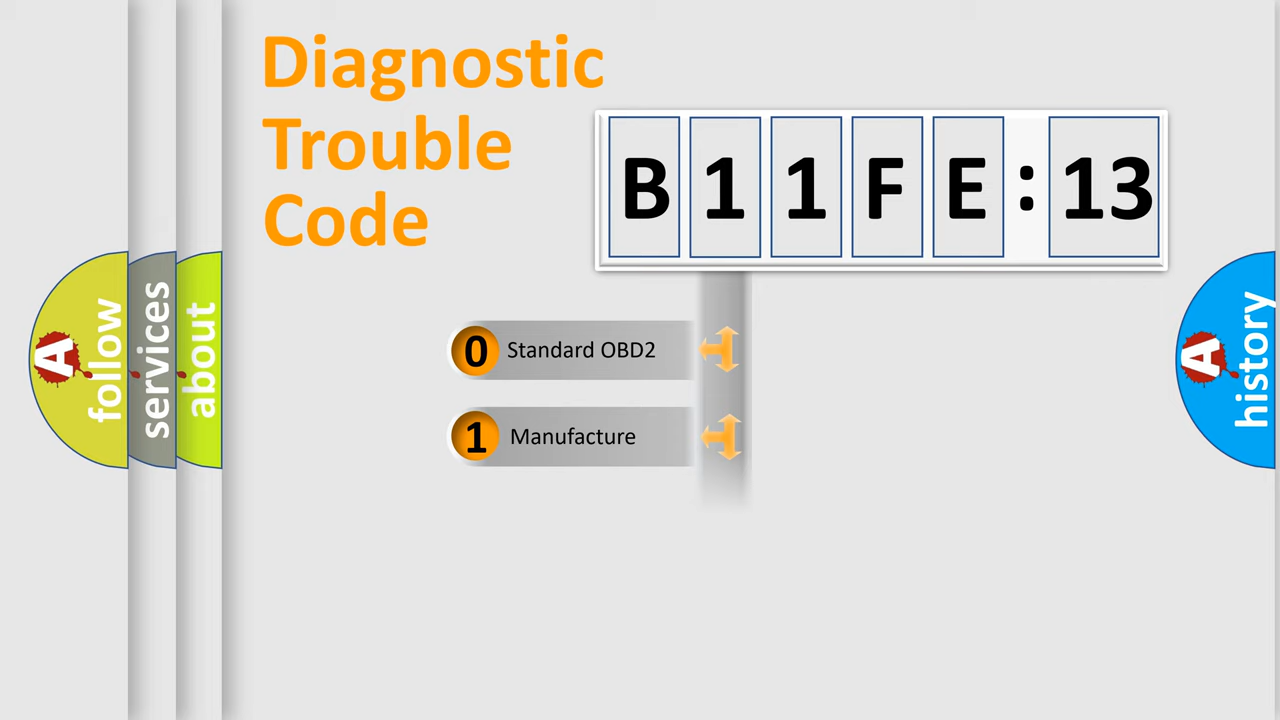 Diagnostic
Trouble
Code
B 1 1 F E : 13
0 Standard OBD2
1 Manufacture
A follow
services
about
A history